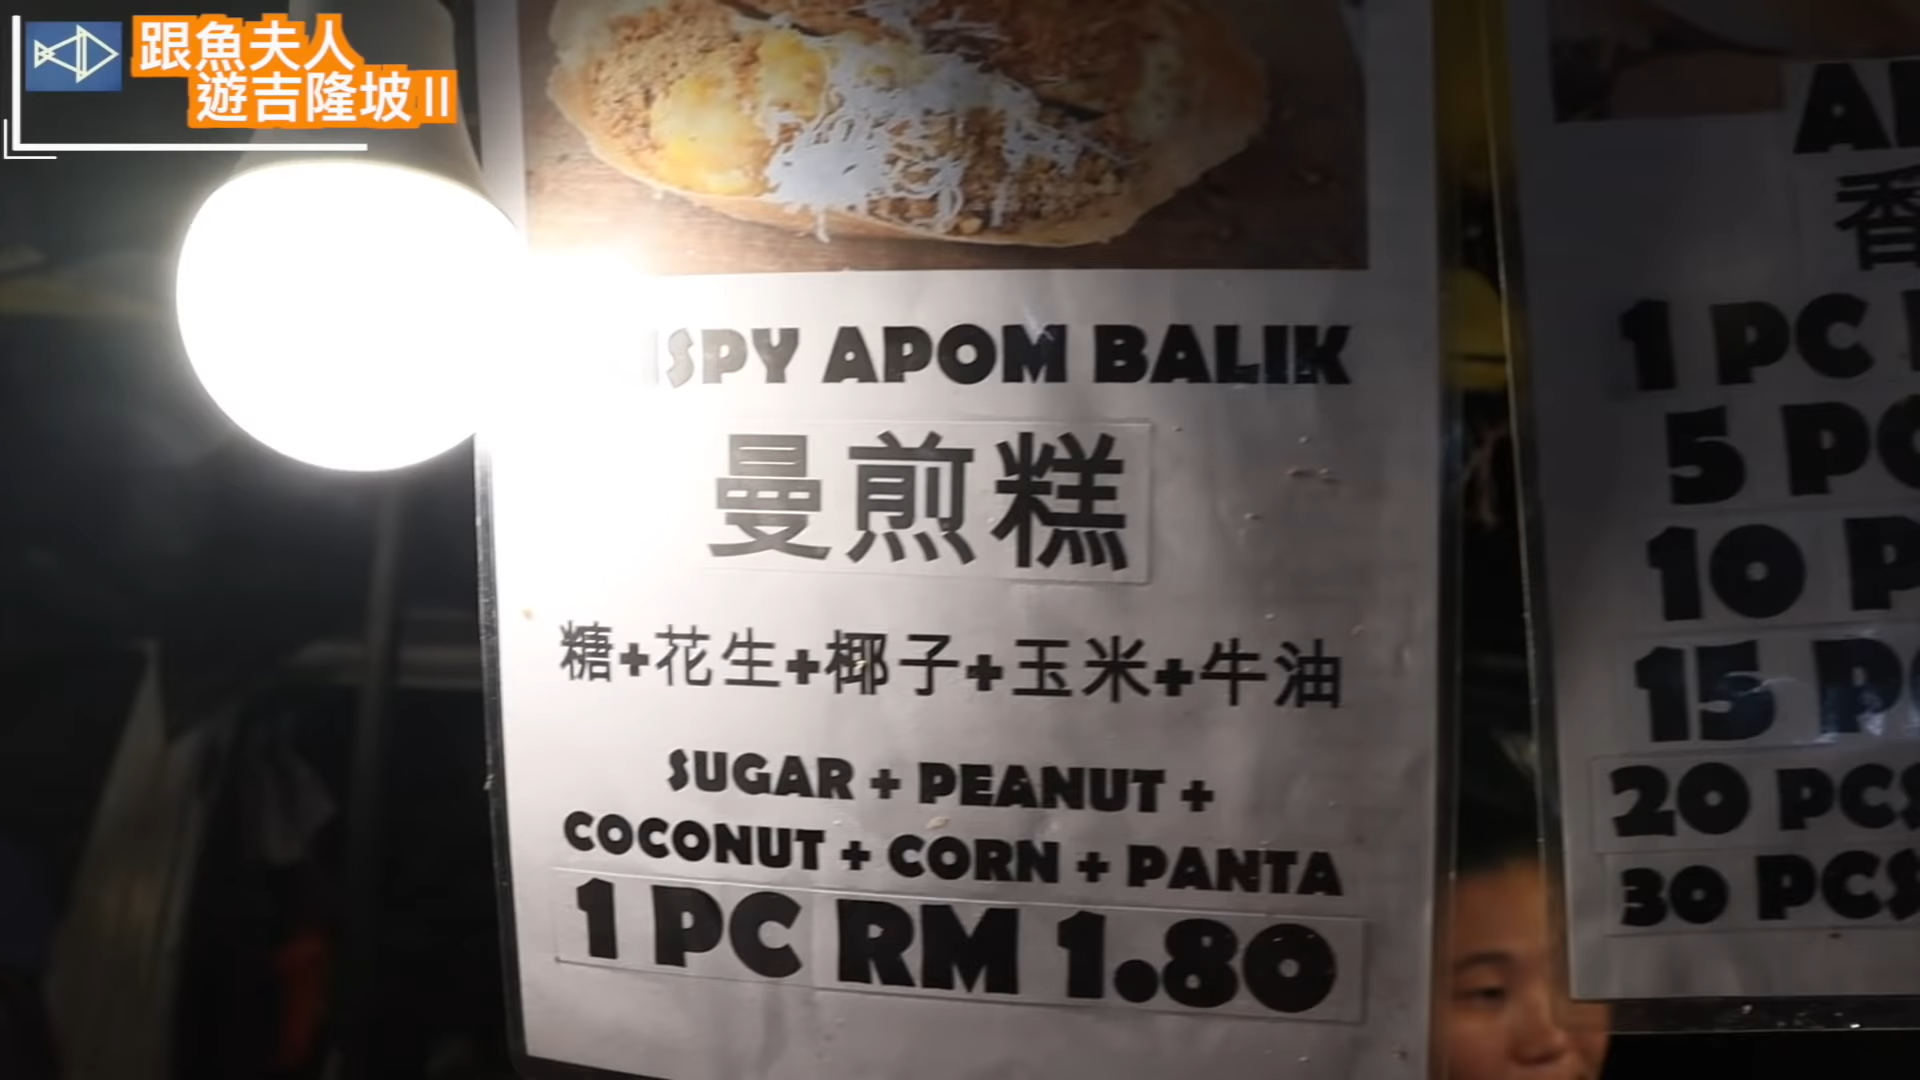 跟魚夫人
遊吉隆坡II
ISPY APOM BALIK
曼煎糕
糖+花生+椰子+玉米+牛油
SUGAR + PEANUT +
COCONUT + CORN + PANTA
1 PC RM 1.80
香
1 PC
5 PC
10 P
15 PC
20 PCS
30 PCS